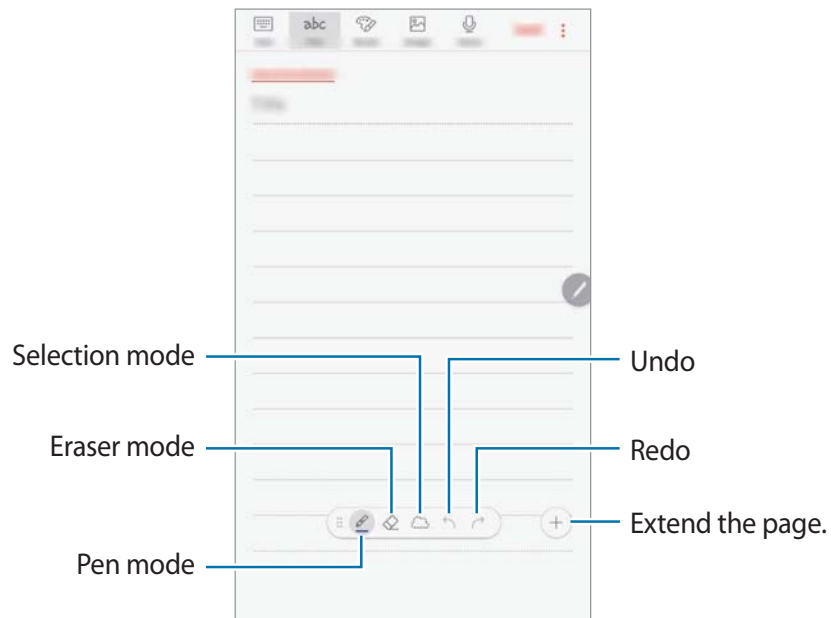 abc
Selection mode
Undo
Eraser mode
Redo
Extend the page.
Pen mode